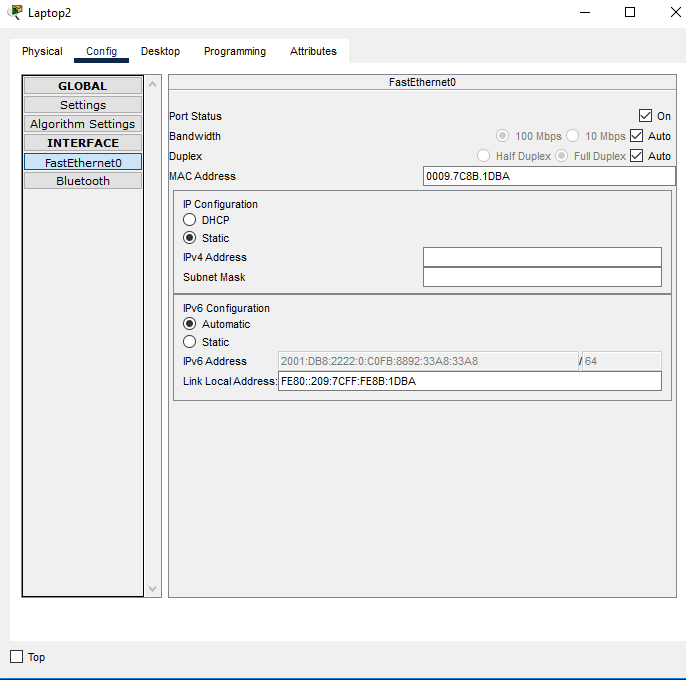 Laptop2
Physical Config Desktop Programming Attributes
GLOBAL
Settings
Algorithm Settings
INTERFACE
FastEthernet0
Bluetooth
FastEthernet0
Port Status On
Bandwidth 100 Mbps 10 Mbps Auto
Duplex Half Duplex Full Duplex Auto
MAC Address 0009.7C8B.1DBA
IP Configuration
DHCP
Static
IPv4 Address
Subnet Mask
IPv6 Configuration
Automatic
Static
IPv6 Address 2001:DB8:2222:0:C0FB:8892:33A8:33A8 / 64
Link Local Address: FE80::209:7CFF:FE8B:1DBA
Top